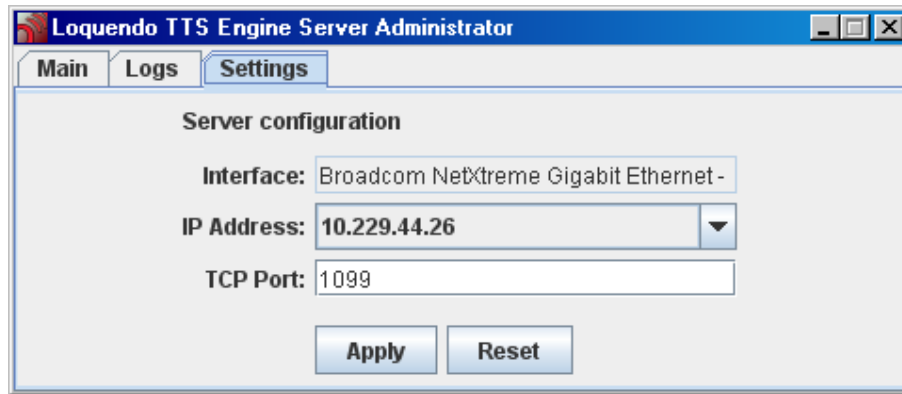 Loquendo TTS Engine Server Administrator
Main Logs Settings
Server configuration
Interface: Broadcom NetXtreme Gigabit Ethernet -
IP Address: 10.229.44.26
TCP Port: 1099
Apply Reset